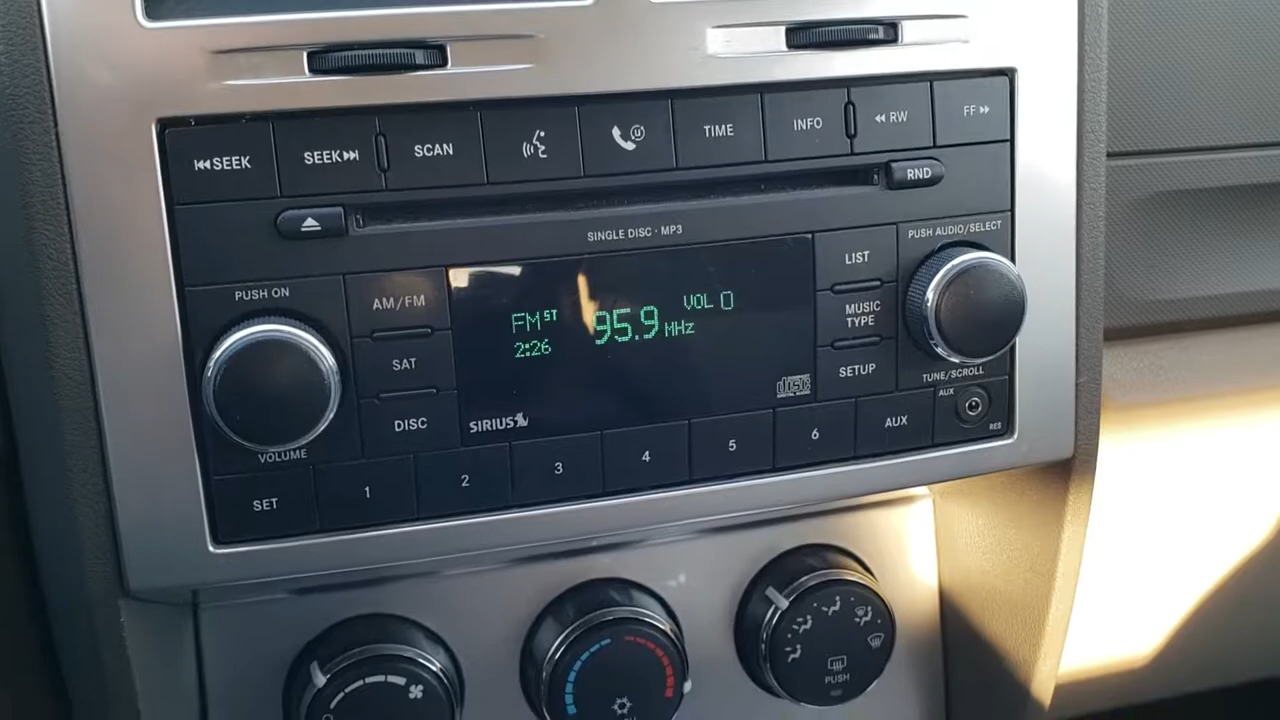 SEEK
SEEK
SCAN
TIME
INFO
RW
FF
RND
SINGLE DISC · MP3
PUSH ON
AM/FM
SAT
DISC
VOLUME
FM ST 95.9 MHz VOL 0
2:26
SIRIUS
disc
LIST
MUSIC
TYPE
SETUP
PUSH AUDIO/SELECT
TUNE/SCROLL
AUX
RES
SET
1
2
3
4
5
6
AUX
PUSH